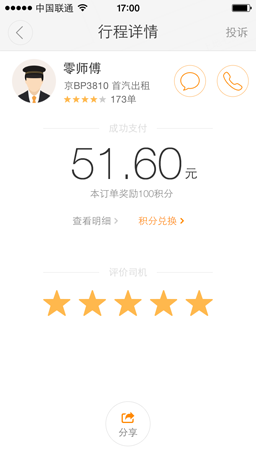 中国联通 17:00
行程详情 投诉
零师傅
京BP3810 首汽出租
173单
成功支付
51.60元
本订单奖励100积分
查看明细 积分兑换
评价司机
分享